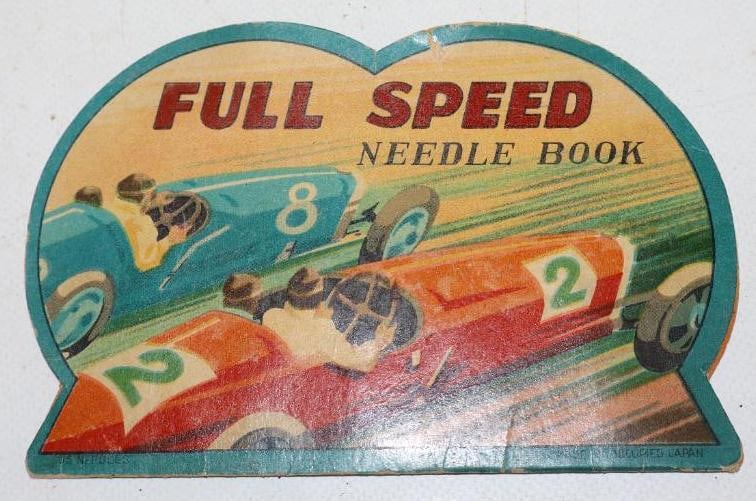 FULL SPEED
NEEDLE BOOK
8
2
2
NEEDLES
OCCUPIED JAPAN